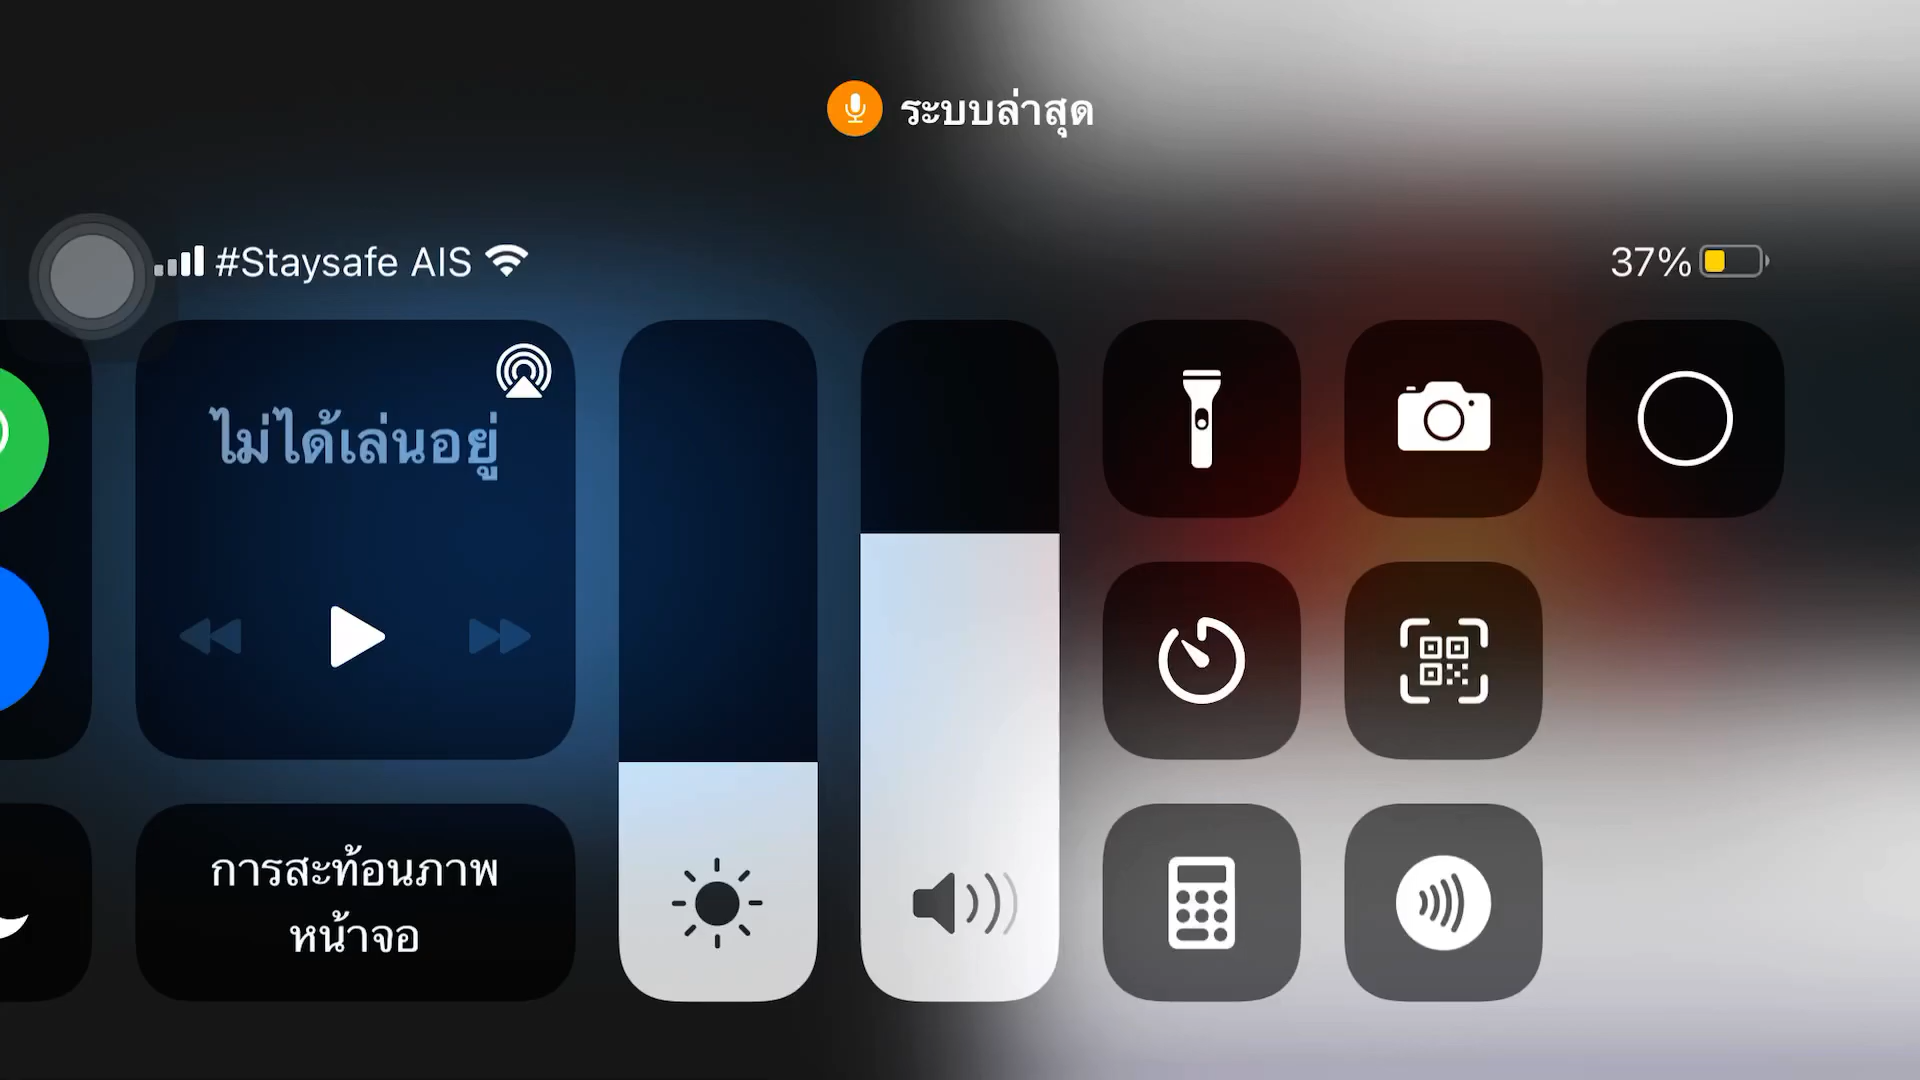 ระบบล่าสุด
#Staysafe AIS
37%
ไม่ได้เล่นอยู่
การสะท้อนภาพ
หน้าจอ